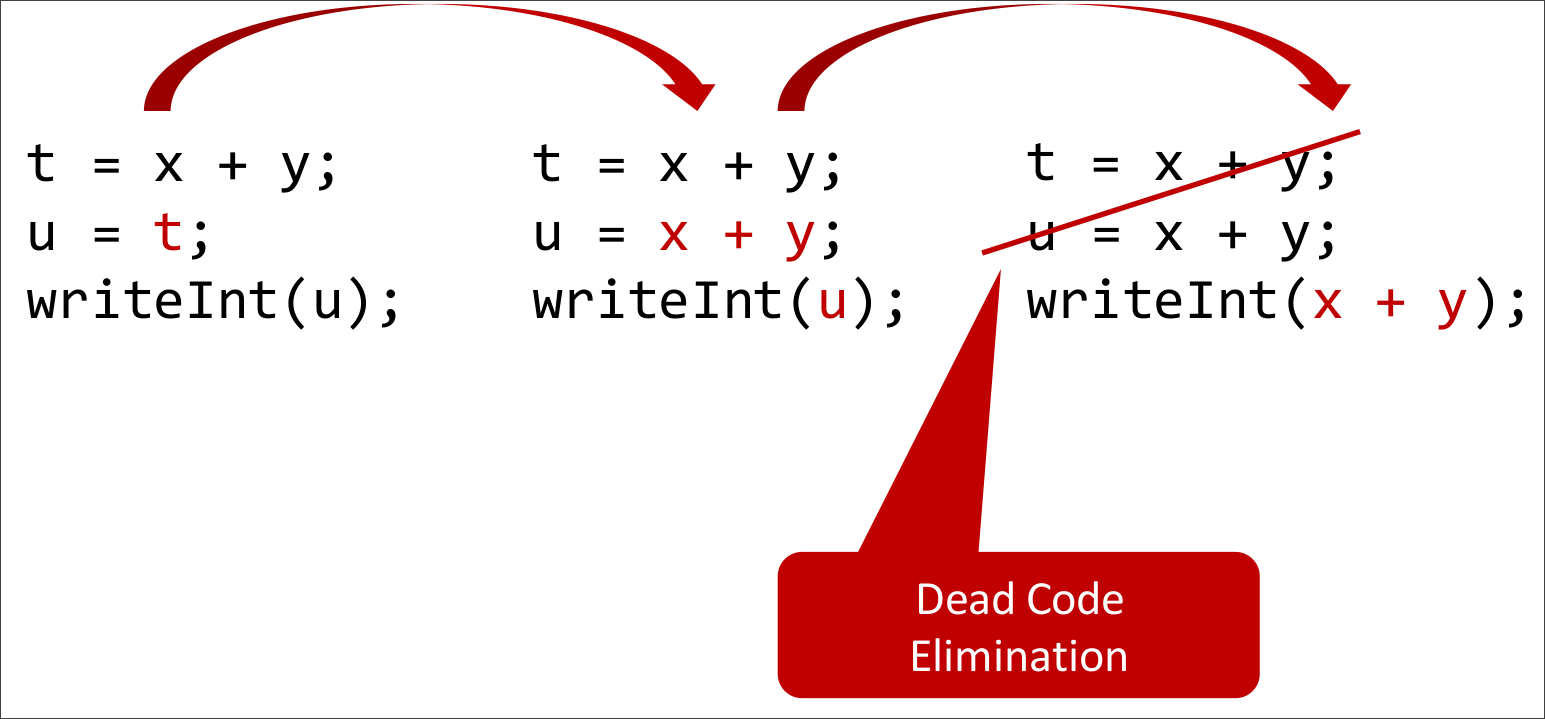 t = x + y;
u = t;
writeInt(u);
t = x + y;
u = x + y;
writeInt(u);
t = x + y;
u = x + y;
writeInt(x + y);
Dead Code
Elimination